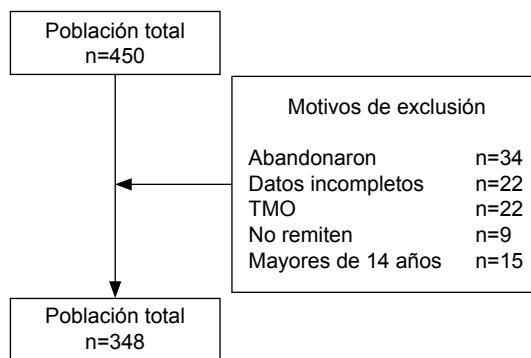 Población total
n=450
Motivos de exclusión
Abandonaron n=34
Datos incompletos n=22
TMO n=22
No remiten n=9
Mayores de 14 años n=15
Población total
n=348